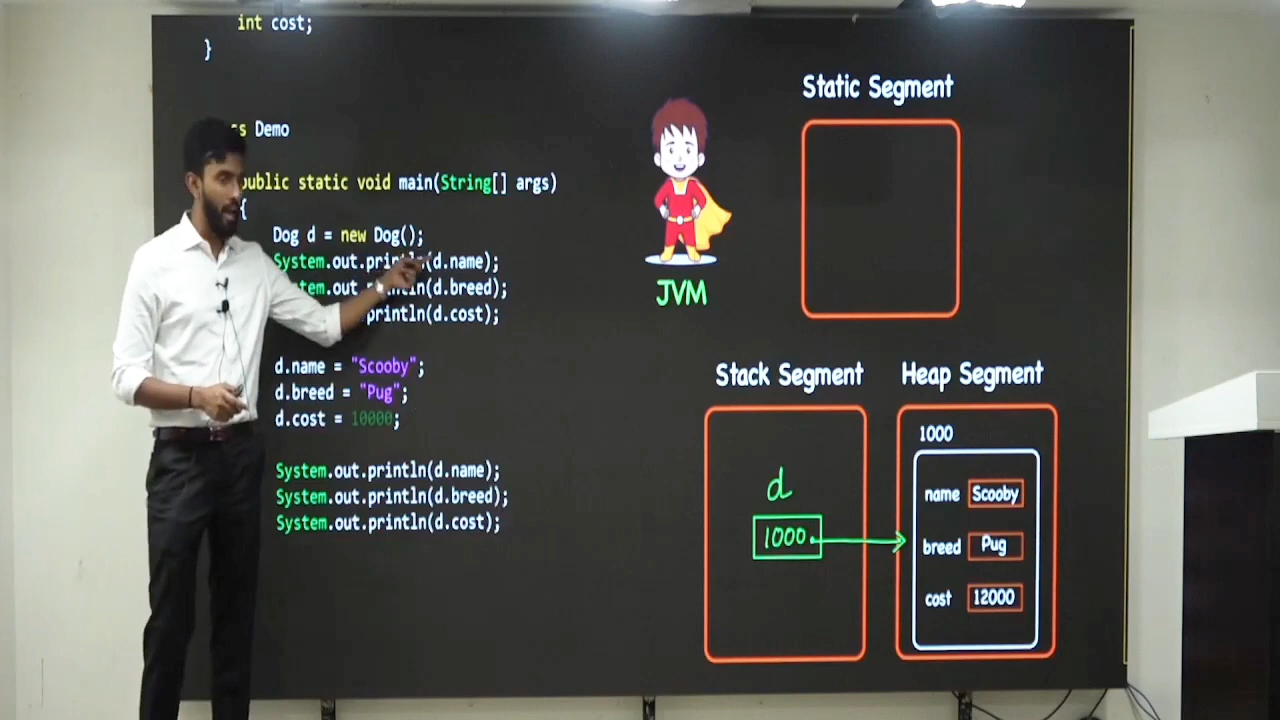 int cost;
}
Demo
public static void main(String[] args)
{
Dog d = new Dog();
System.out.println(d.name);
.out.println(d.breed);
println(d.cost);
d.name = "Scooby";
d.breed = "Pug";
d.cost = 10000;
System.out.println(d.name);
System.out.println(d.breed);
System.out.println(d.cost);
JVM
Static Segment
Stack Segment
d
1000
Heap Segment
1000
name Scooby
breed Pug
cost 12000